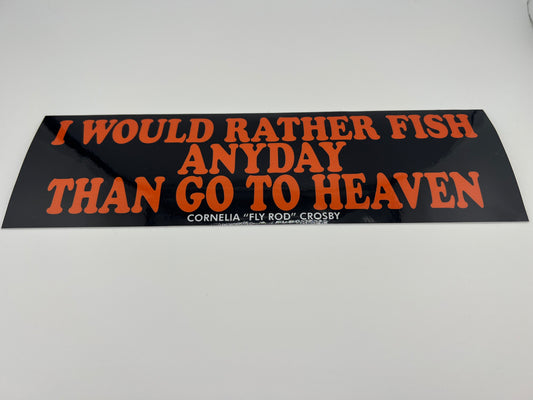 I WOULD RATHER FISH
ANYDAY
THAN GO TO HEAVEN
CORNELIA "FLY ROD" CROSBY